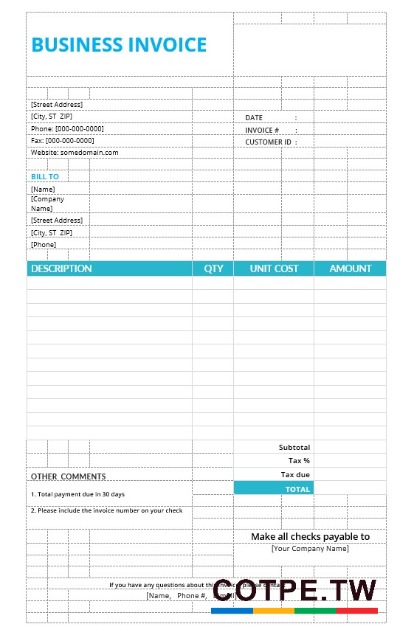 BUSINESS INVOICE
[Street Address]
[City, ST ZIP]
Phone: [000-000-0000]
Fax: [000-000-0000]
Website: somedomain.com
DATE :
INVOICE # :
CUSTOMER ID :
BILL TO
[Name]
[Company
Name]
[Street Address]
[City, ST ZIP]
[Phone]
DESCRIPTION QTY UNIT COST AMOUNT
Subtotal
Tax %
Tax due
TOTAL
OTHER COMMENTS
1. Total payment due in 30 days
2. Please include the invoice number on your check
Make all checks payable to
[Your Company Name]
If you have any questions about this
[Name, Phone #,
COTPE.TW